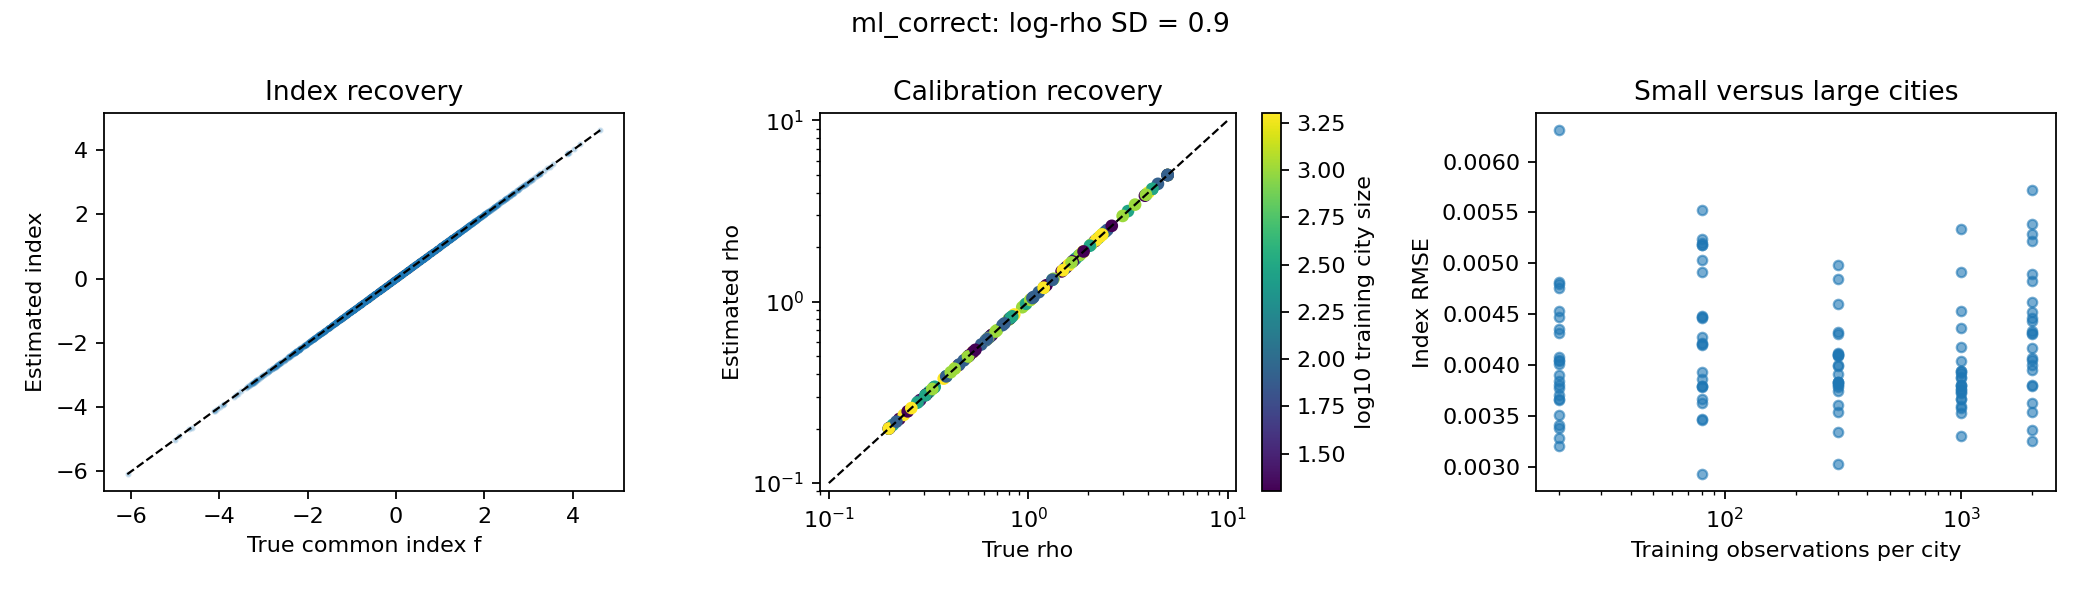 ml_correct: log-rho SD = 0.9
Index recovery
Estimated index
4
2
0
−2
−4
−6
−6 −4 −2 0 2 4
True common index f
Calibration recovery
Estimated rho
10¹
10⁰
10⁻¹
10⁻¹ 10⁰ 10¹
True rho
3.25
3.00
2.75
2.50
2.25
2.00
1.75
1.50
log10 training city size
Small versus large cities
Index RMSE
0.0060
0.0055
0.0050
0.0045
0.0040
0.0035
0.0030
10² 10³
Training observations per city